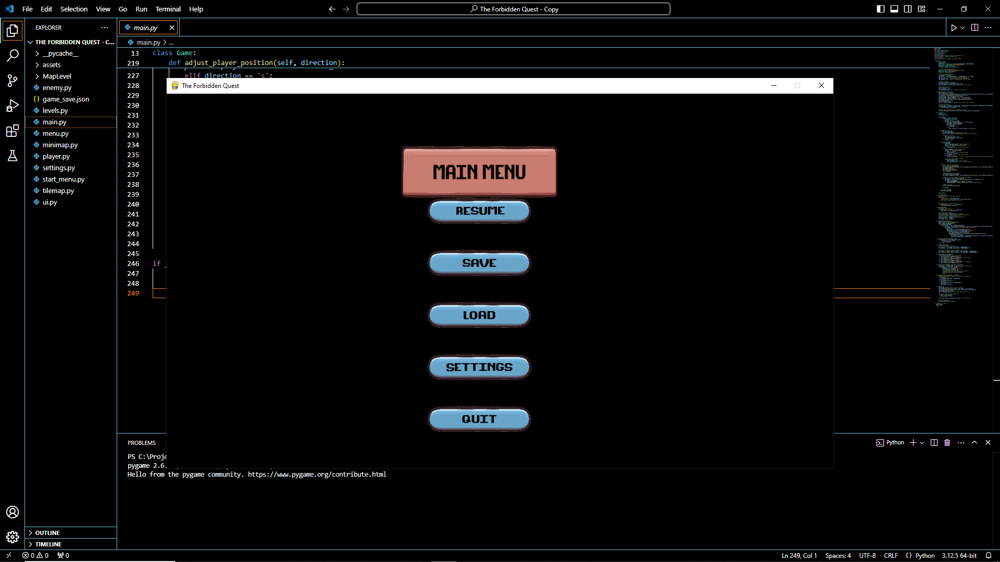 File Edit Selection View Go Run Terminal Help
The Forbidden Quest - Copy
EXPLORER
THE FORBIDDEN QUEST - C...
__pycache__
assets
MapLevel
enemy.py
{} game_save.json
levels.py
main.py
menu.py
minimap.py
player.py
settings.py
start_menu.py
tilemap.py
ui.py
OUTLINE
TIMELINE
main.py
main.py > ...
13 class Game:
219 def adjust_player_position(self, direction):
227 elif direction == 's':
228
229
230
231
232
233
234
235
236
237
238
239
240
241
242
243
244
245
246 if _
247
248
249
The Forbidden Quest
MAIN MENU
RESUME
SAVE
LOAD
SETTINGS
QUIT
PROBLEMS
Python
PS C:\Proje
pygame 2.6.
Hello from the pygame community. https://www.pygame.org/contribute.html
0 0 0
Ln 249, Col 1 Spaces: 4 UTF-8 CRLF {} Python 3.12.5 64-bit